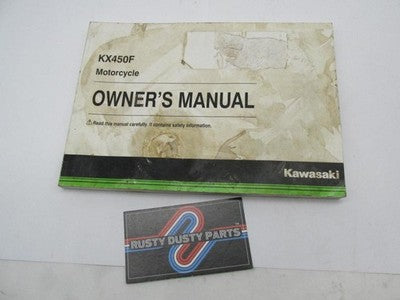 KX450F
Motorcycle
OWNER'S MANUAL
Read this manual carefully. It contains safety information.
Kawasaki
RUSTY DUSTY PARTS